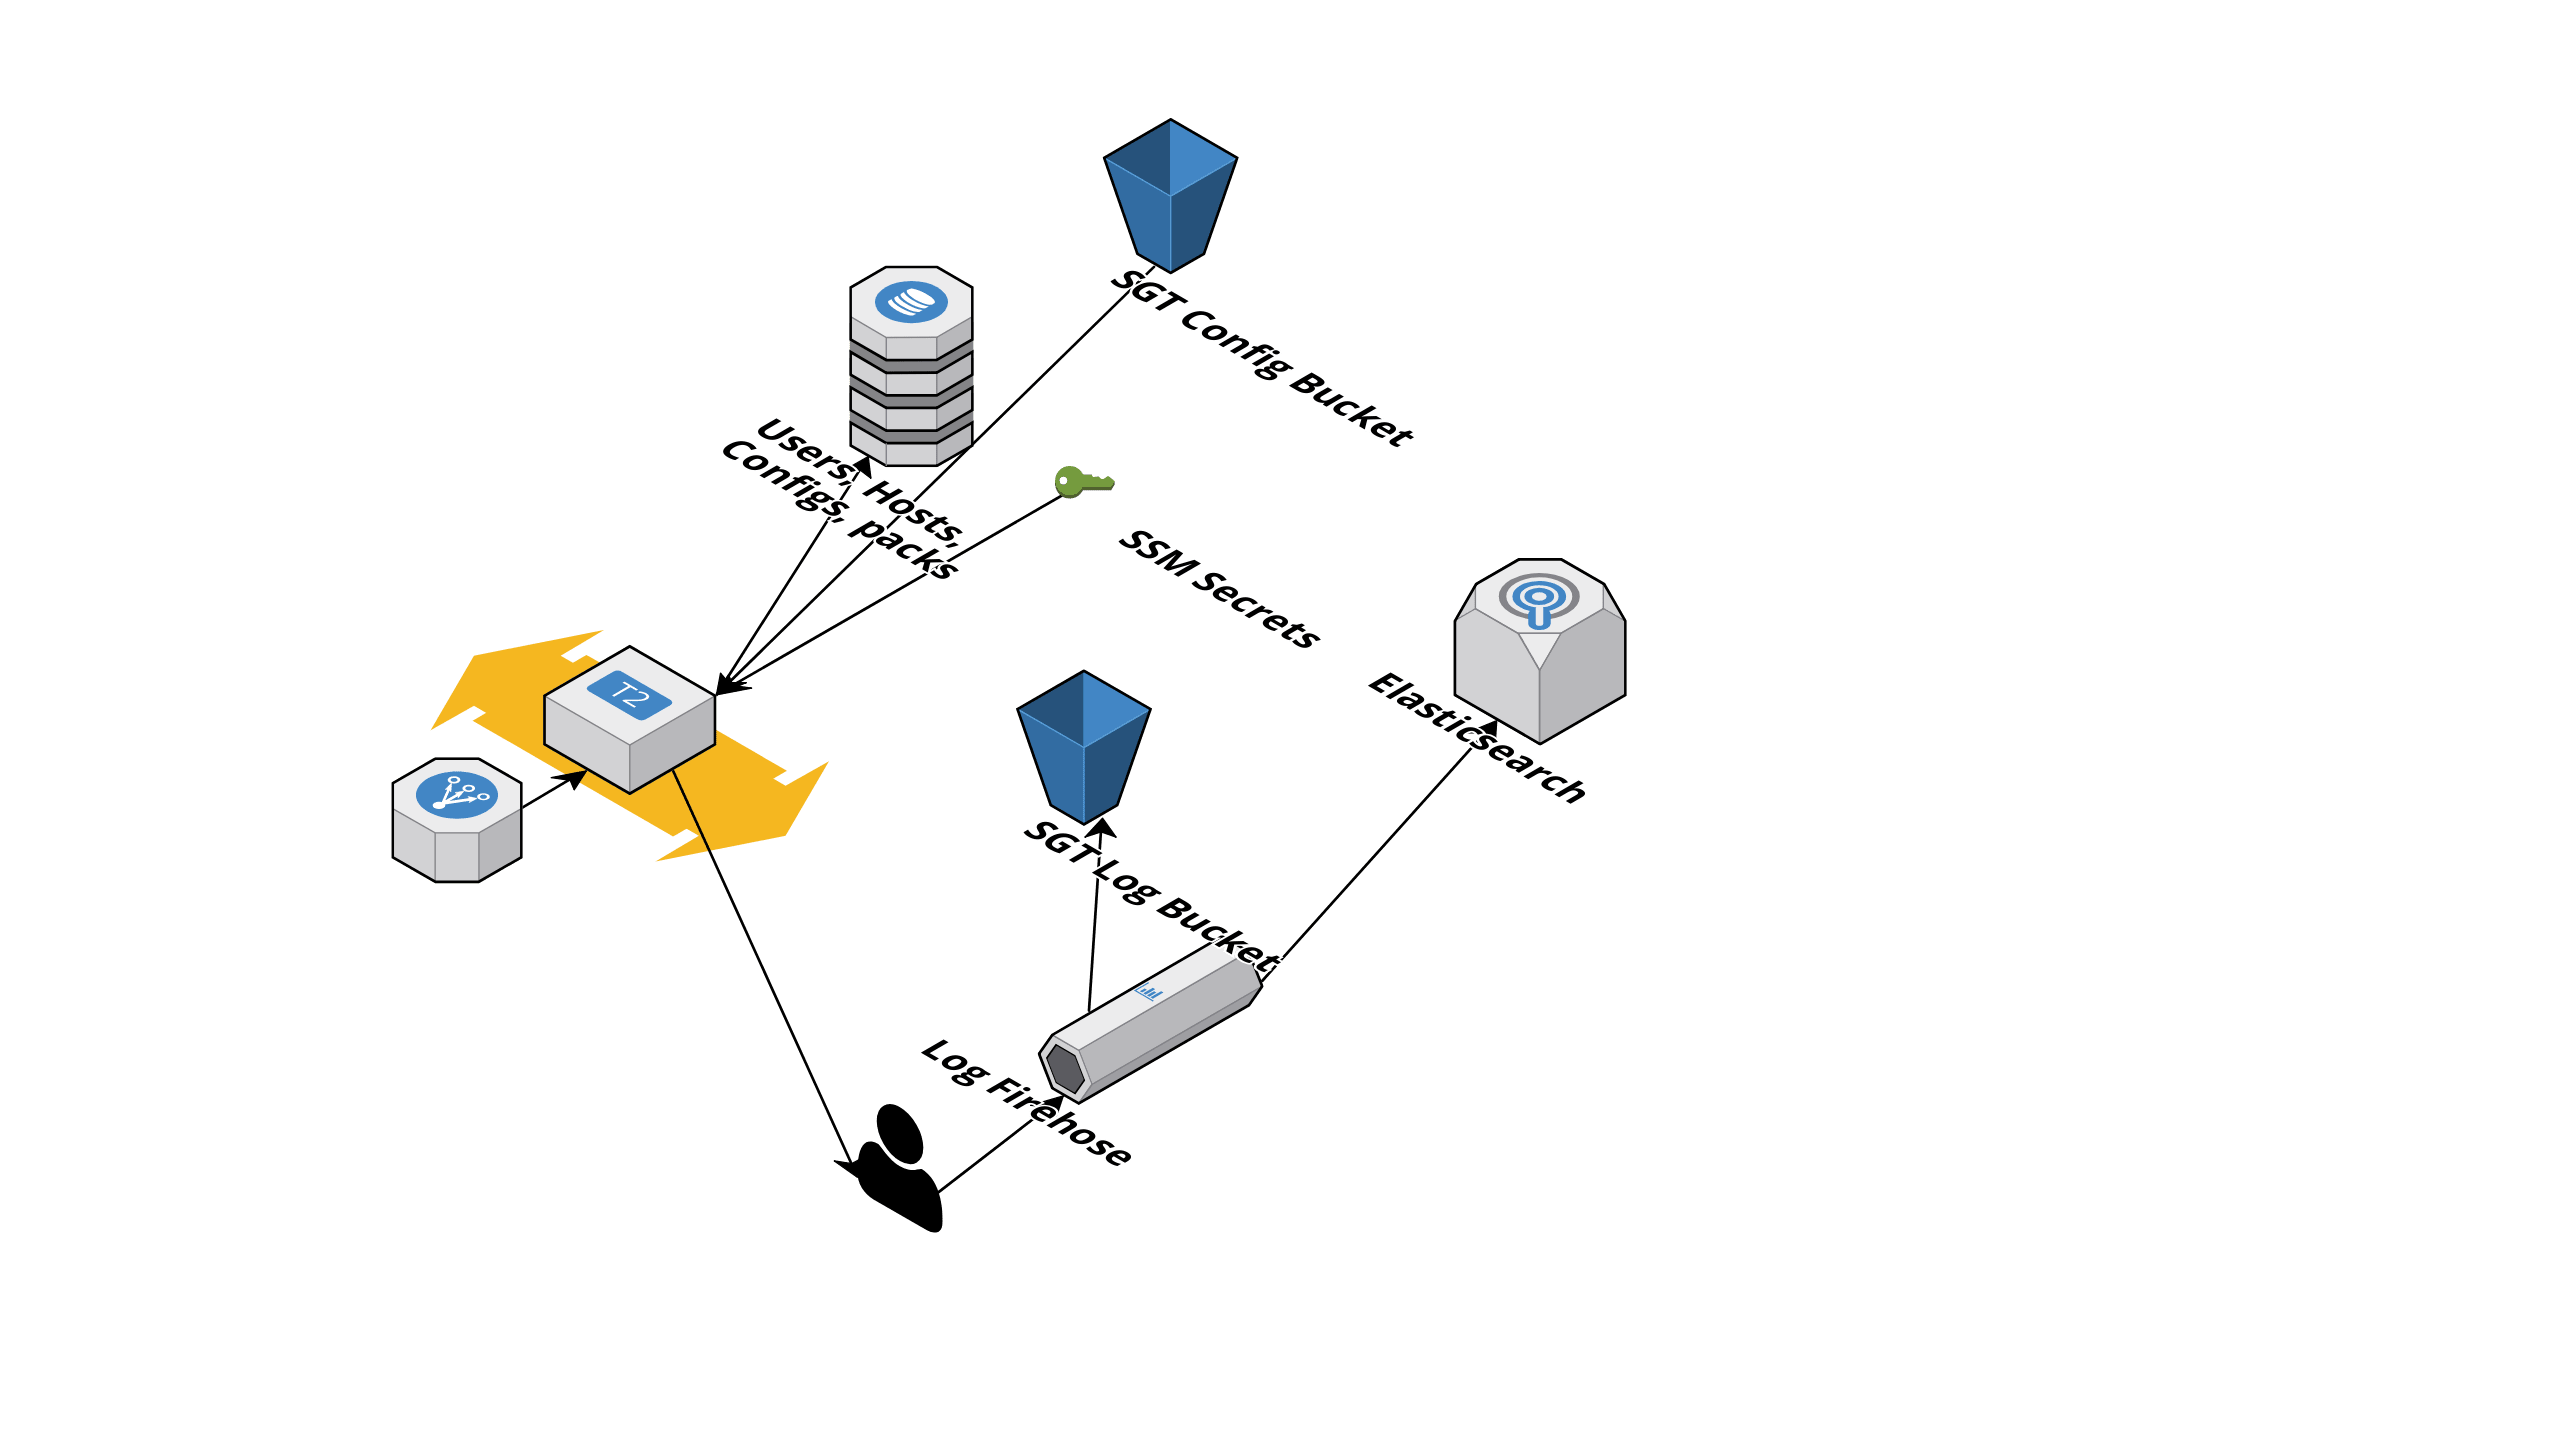 SGT Config Bucket
Users, Hosts,
Configs, packs
SSM Secrets
T2
Elasticsearch
SGT Log Bucket
Log Firehose